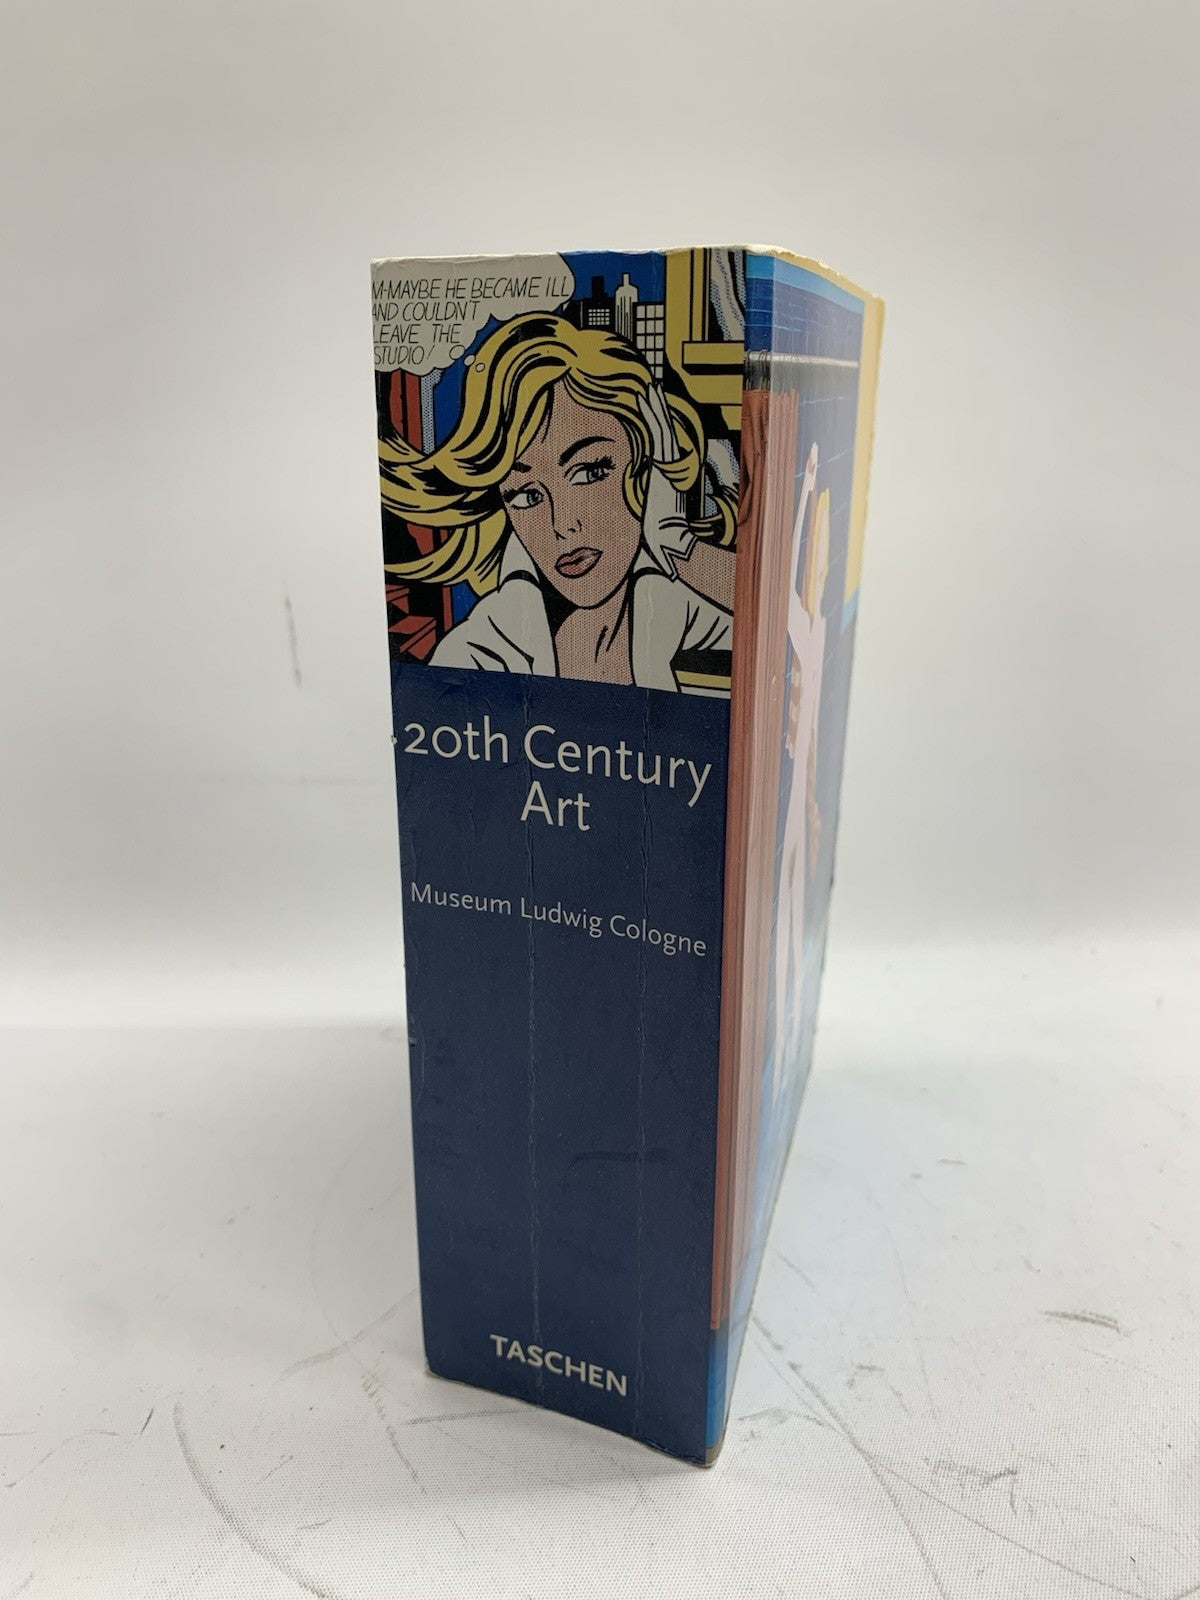 M-MAYBE HE BECAME ILL
AND COULDN'T
LEAVE THE
STUDIO!
20th Century
Art
Museum Ludwig Cologne
TASCHEN